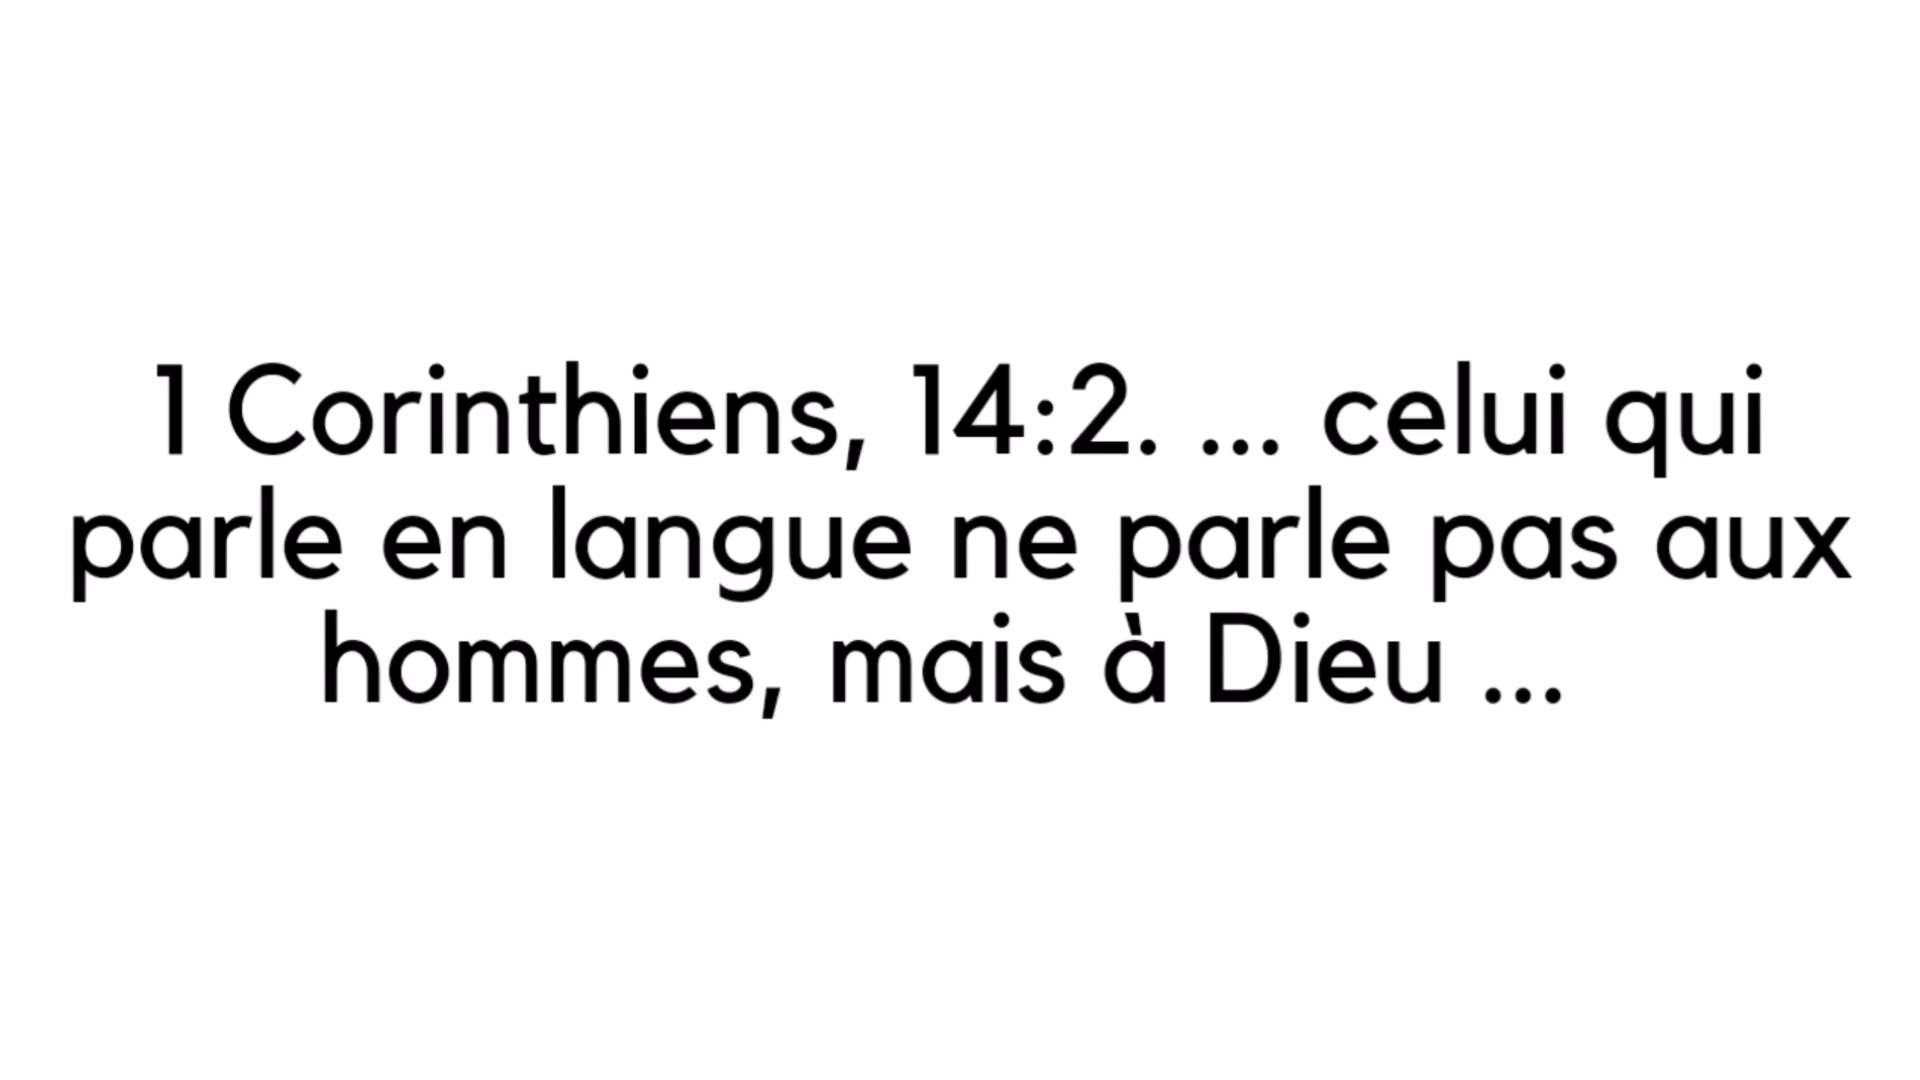 1 Corinthiens, 14:2. ... celui qui
parle en langue ne parle pas aux
hommes, mais à Dieu ...